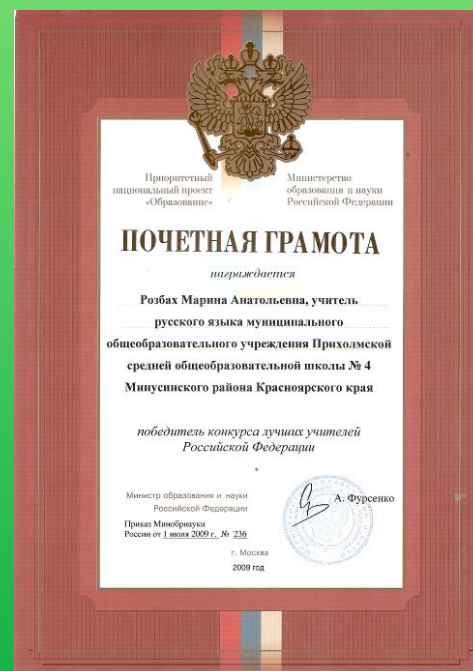 Приоритетный
национальный проект
«Образование»
Министерство
образования и науки
Российской Федерации
ПОЧЕТНАЯ ГРАМОТА
награждается
Розбах Марина Анатольевна, учитель
русского языка муниципального
общеобразовательного учреждения Прихолмской
средней общеобразовательной школы № 4
Минусинского района Красноярского края
победитель конкурса лучших учителей
Российской Федерации
Министр образования и науки
Российской Федерации
А. Фурсенко
Приказ Минобрнауки
России от 1 июля 2009 г. № 236
г. Москва
2009 год